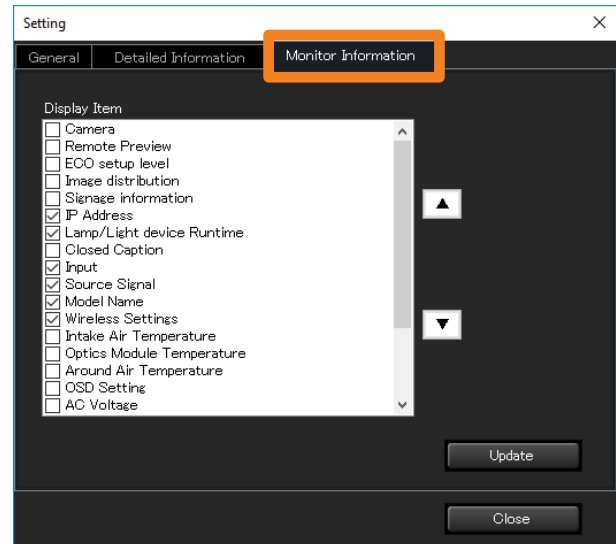 Setting
General
Detailed Information
Monitor Information
Display Item
Camera
Remote Preview
ECO setup level
Image distribution
Signage information
IP Address
Lamp/Light device Runtime
Closed Caption
Input
Source Signal
Model Name
Wireless Settings
Intake Air Temperature
Optics Module Temperature
Around Air Temperature
OSD Setting
AC Voltage
Update
Close